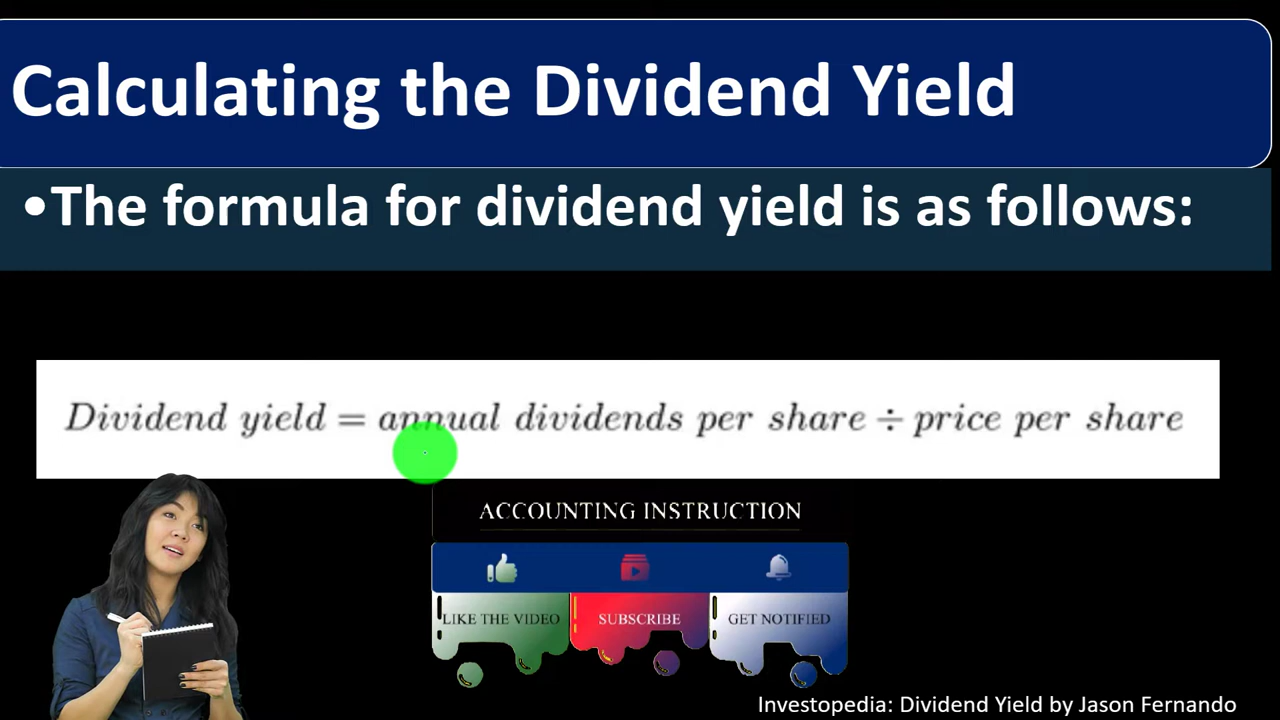 Calculating the Dividend Yield
•The formula for dividend yield is as follows:
Dividend yield = annual dividends per share ÷ price per share
ACCOUNTING INSTRUCTION
LIKE THE VIDEO SUBSCRIBE GET NOTIFIED
Investopedia: Dividend Yield by Jason Fernando